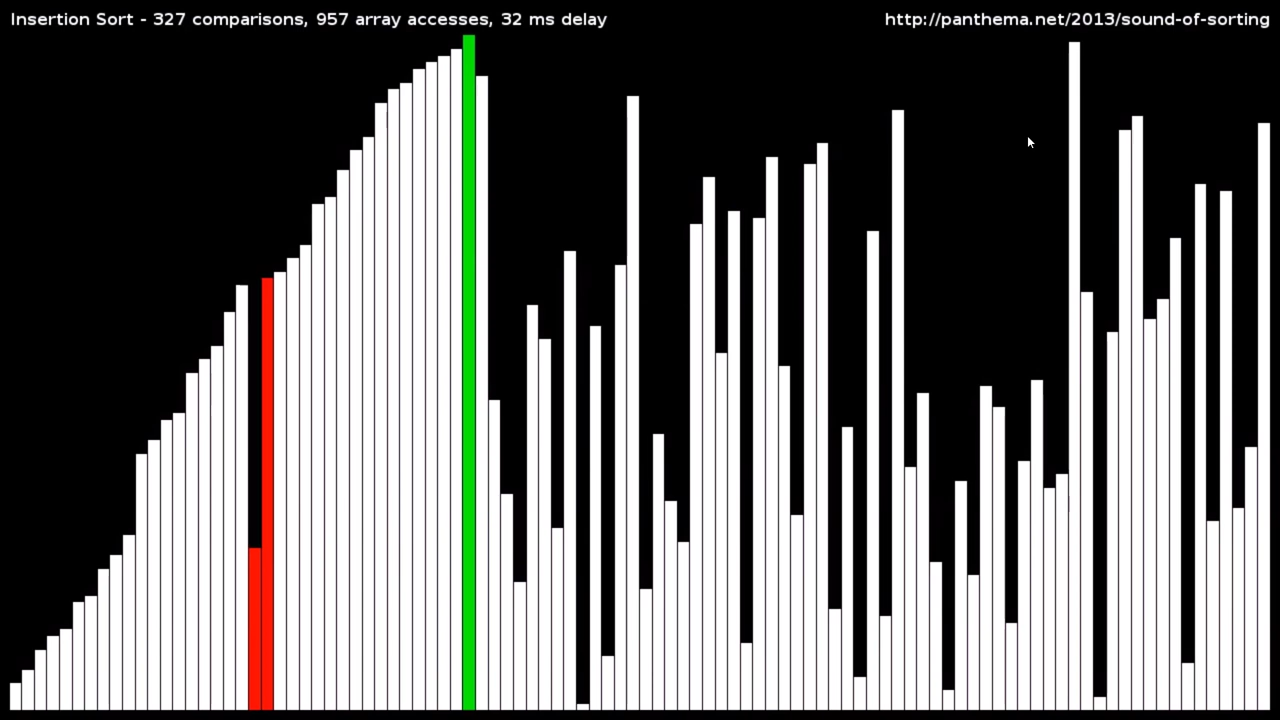 Insertion Sort - 327 comparisons, 957 array accesses, 32 ms delay
http://panthema.net/2013/sound-of-sorting